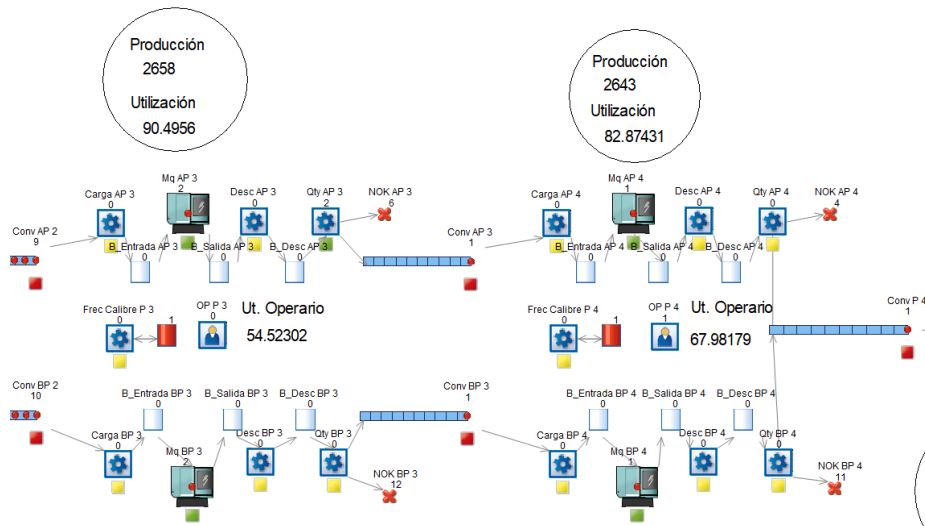 Producción
2658
Utilización
90.4956
Producción
2643
Utilización
82.87431
Carga AP 3
0
Mq AP 3
2
Desc AP 3
0
Qty AP 3
2
NOK AP 3
6
Conv AP 2
9
B_Entrada AP 3
0
B_Salida AP 3
0
B_Desc AP 3
0
Conv AP 3
1
Carga AP 4
0
Mq AP 4
1
Desc AP 4
0
Qty AP 4
0
NOK AP 4
4
B_Entrada AP 4
0
B_Salida AP 4
0
B_Desc AP 4
0
Frec Calibre P 3
0
1
OP P 3
0
Ut. Operario
54.52302
Frec Calibre P 4
0
1
OP P 4
1
Ut. Operario
67.98179
Conv P 4
1
Conv BP 2
10
B_Entrada BP 3
0
B_Salida BP 3
0
B_Desc BP 3
0
Conv BP 3
1
Carga BP 3
0
Mq BP 3
2
Desc BP 3
0
Qty BP 3
0
NOK BP 3
12
B_Entrada BP 4
0
B_Salida BP 4
0
B_Desc BP 4
0
Carga BP 4
0
Mq BP 4
1
Desc BP 4
0
Qty BP 4
0
NOK BP 4
11